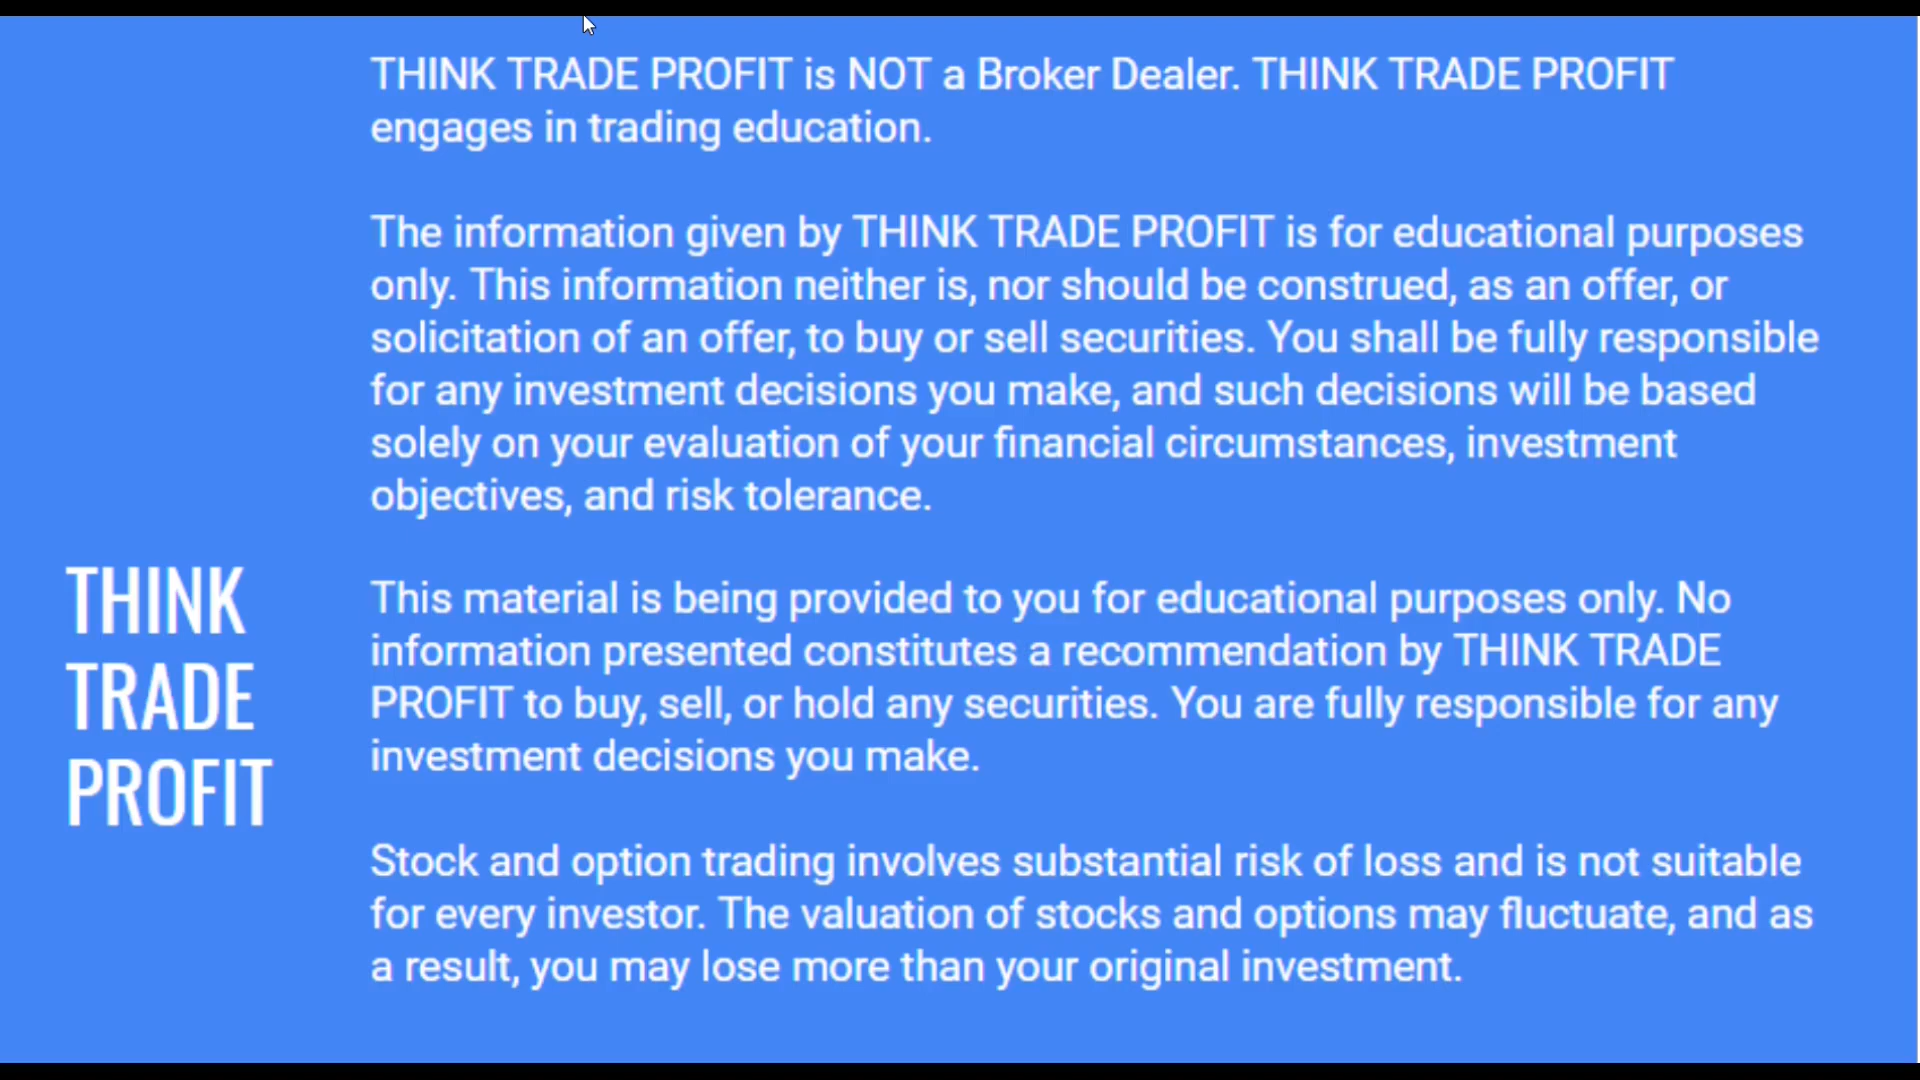 THINK TRADE PROFIT is NOT a Broker Dealer. THINK TRADE PROFIT
engages in trading education.
The information given by THINK TRADE PROFIT is for educational purposes
only. This information neither is, nor should be construed, as an offer, or
solicitation of an offer, to buy or sell securities. You shall be fully responsible
for any investment decisions you make, and such decisions will be based
solely on your evaluation of your financial circumstances, investment
objectives, and risk tolerance.
This material is being provided to you for educational purposes only. No
information presented constitutes a recommendation by THINK TRADE
PROFIT to buy, sell, or hold any securities. You are fully responsible for any
investment decisions you make.
Stock and option trading involves substantial risk of loss and is not suitable
for every investor. The valuation of stocks and options may fluctuate, and as
a result, you may lose more than your original investment.
THINK
TRADE
PROFIT